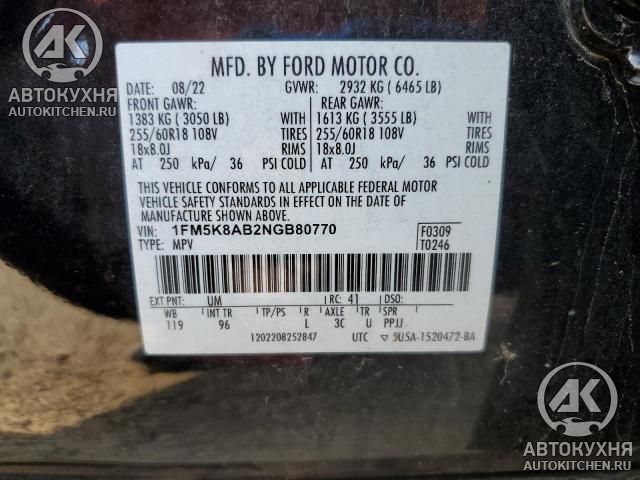 MFD. BY FORD MOTOR CO.
DATE: 08/22 GVWR: 2932 KG ( 6465 LB)
FRONT GAWR: REAR GAWR:
1383 KG ( 3050 LB) WITH 1613 KG ( 3555 LB) WITH
255/60R18 108V TIRES 255/60R18 108V TIRES
18x8.0J RIMS 18x8.0J RIMS
AT 250 kPa/ 36 PSI COLD AT 250 kPa/ 36 PSI COLD
THIS VEHICLE CONFORMS TO ALL APPLICABLE FEDERAL MOTOR
VEHICLE SAFETY STANDARDS IN EFFECT ON THE DATE OF
MANUFACTURE SHOWN ABOVE.
VIN: 1FM5K8AB2NGB80770 F0309
TYPE: MPV T0246
EXT PNT: UM RC: 41 DSO:
WB INT TR TP/PS R AXLE TR SPR
119 96 L 3C U PPJJ
1202208252847 UTC ▽ 5U5A-1520472-BA
АК
АВТОКУХНЯ
AUTOKITCHEN.RU
АК
АВТОКУХНЯ
AUTOKITCHEN.RU